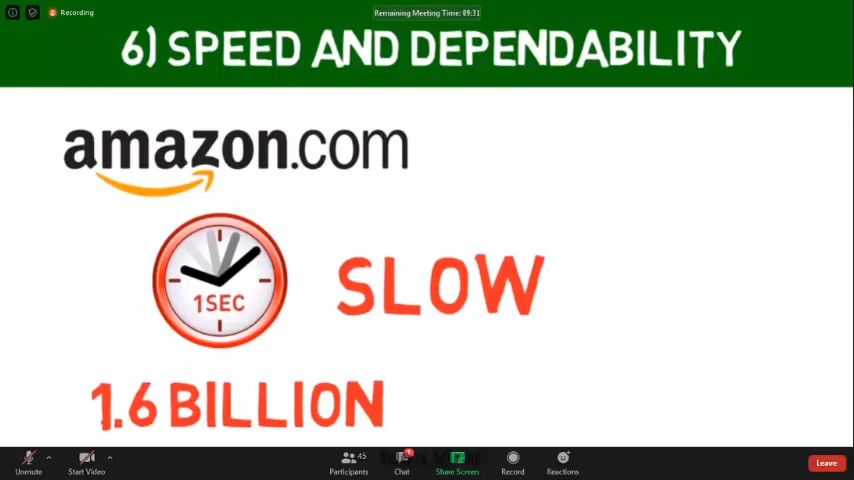 Recording
Remaining Meeting Time: 09:31
6) SPEED AND DEPENDABILITY
amazon.com
1SEC
SLOW
1.6 BILLION
Unmute
Start Video
45
Participants
1
Chat
Share Screen
Record
Reactions
Leave